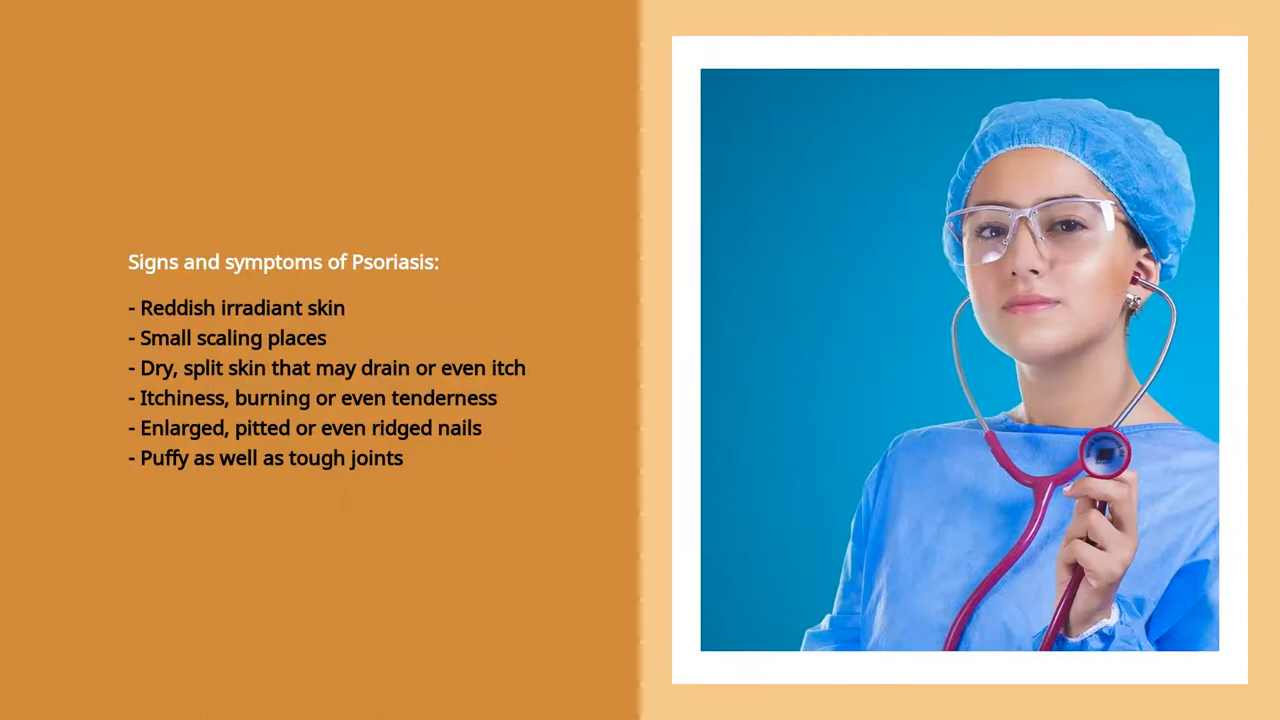 Signs and symptoms of Psoriasis:
- Reddish irradiant skin
- Small scaling places
- Dry, split skin that may drain or even itch
- Itchiness, burning or even tenderness
- Enlarged, pitted or even ridged nails
- Puffy as well as tough joints